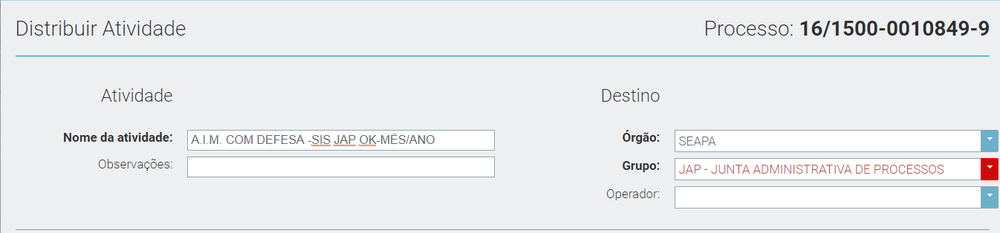 Distribuir Atividade
Processo: 16/1500-0010849-9
Atividade
Nome da atividade: A.I.M. COM DEFESA -SIS JAP OK-MÊS/ANO
Observações:
Destino
Órgão: SEAPA
Grupo: JAP - JUNTA ADMINISTRATIVA DE PROCESSOS
Operador: